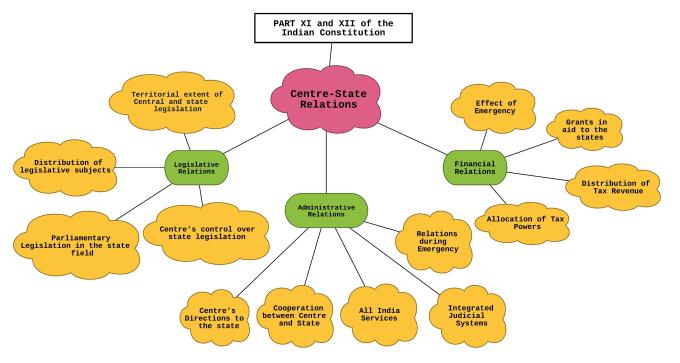 PART XI and XII of the
Indian Constitution
Centre-State
Relations
Territorial extent of
Central and state
legislation
Effect of
Emergency
Grants in
aid to the
states
Distribution of
legislative subjects
Legislative
Relations
Financial
Relations
Distribution of
Tax Revenue
Parliamentary
Legislation in the state
field
Centre's control over
state legislation
Administrative
Relations
Relations
during
Emergency
Allocation of Tax
Powers
Centre's
Directions to
the state
Cooperation
between Centre
and State
All India
Services
Integrated
Judicial
Systems